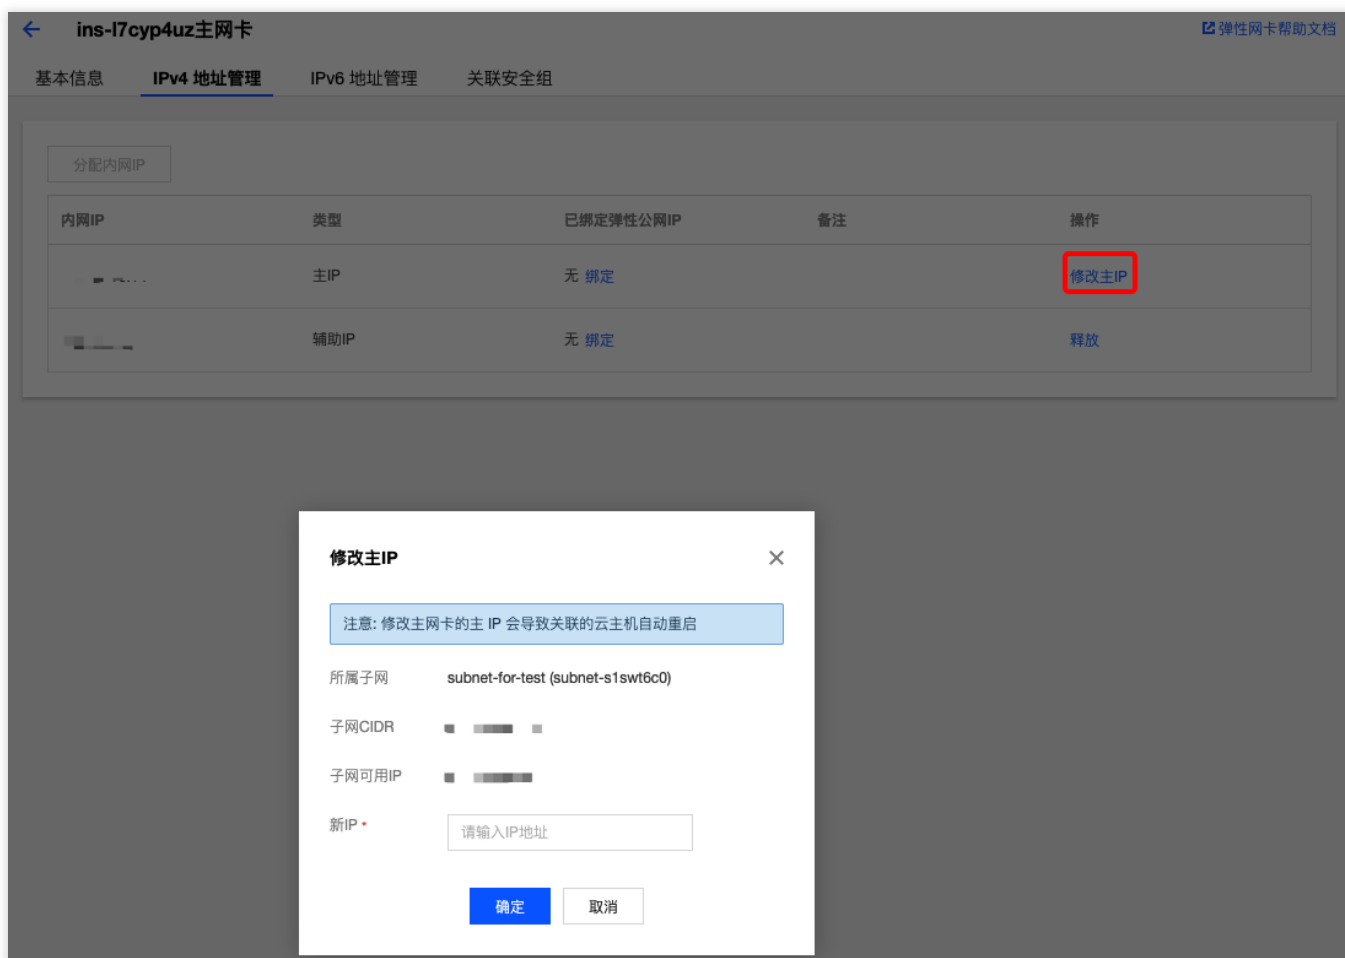 ins-l7cyp4uz主网卡
弹性网卡帮助文档
基本信息 IPv4 地址管理 IPv6 地址管理 关联安全组
分配内网IP
内网IP 类型 已绑定弹性公网IP 备注 操作
主IP 无 绑定 修改主IP
辅助IP 无 绑定 释放
修改主IP
注意: 修改主网卡的主 IP 会导致关联的云主机自动重启
所属子网 subnet-for-test (subnet-s1swt6c0)
子网CIDR
子网可用IP
新IP * 请输入IP地址
确定 取消